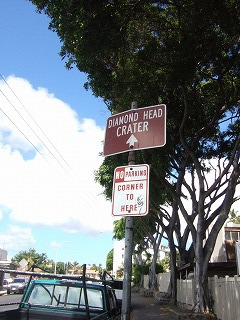 DIAMOND HEAD
CRATER
NO PARKING
CORNER
TO
HERE